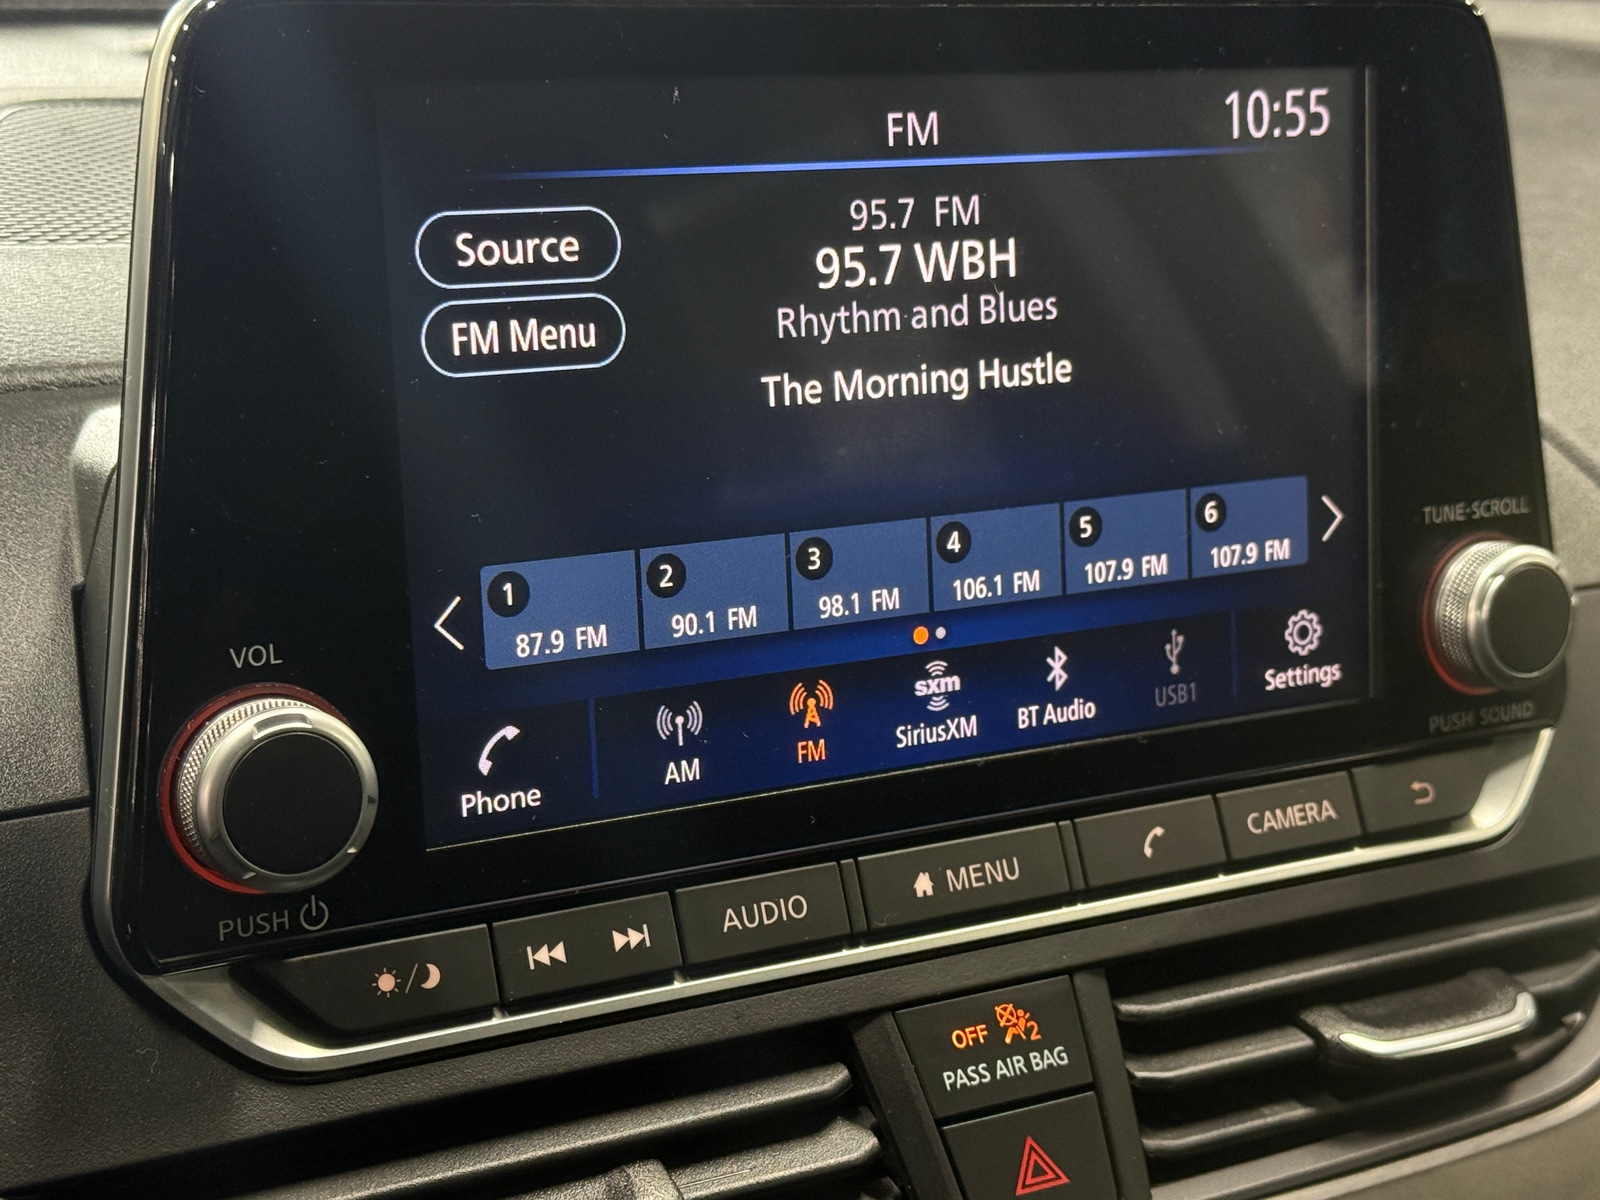 FM
10:55
Source
FM Menu
95.7 FM
95.7 WBH
Rhythm and Blues
The Morning Hustle
1
87.9 FM
2
90.1 FM
3
98.1 FM
4
106.1 FM
5
107.9 FM
6
107.9 FM
Phone
AM
FM
sxm
SiriusXM
BT Audio
USB1
Settings
VOL
PUSH
TUNE·SCROLL
PUSH SOUND
AUDIO
MENU
CAMERA
OFF 2
PASS AIR BAG